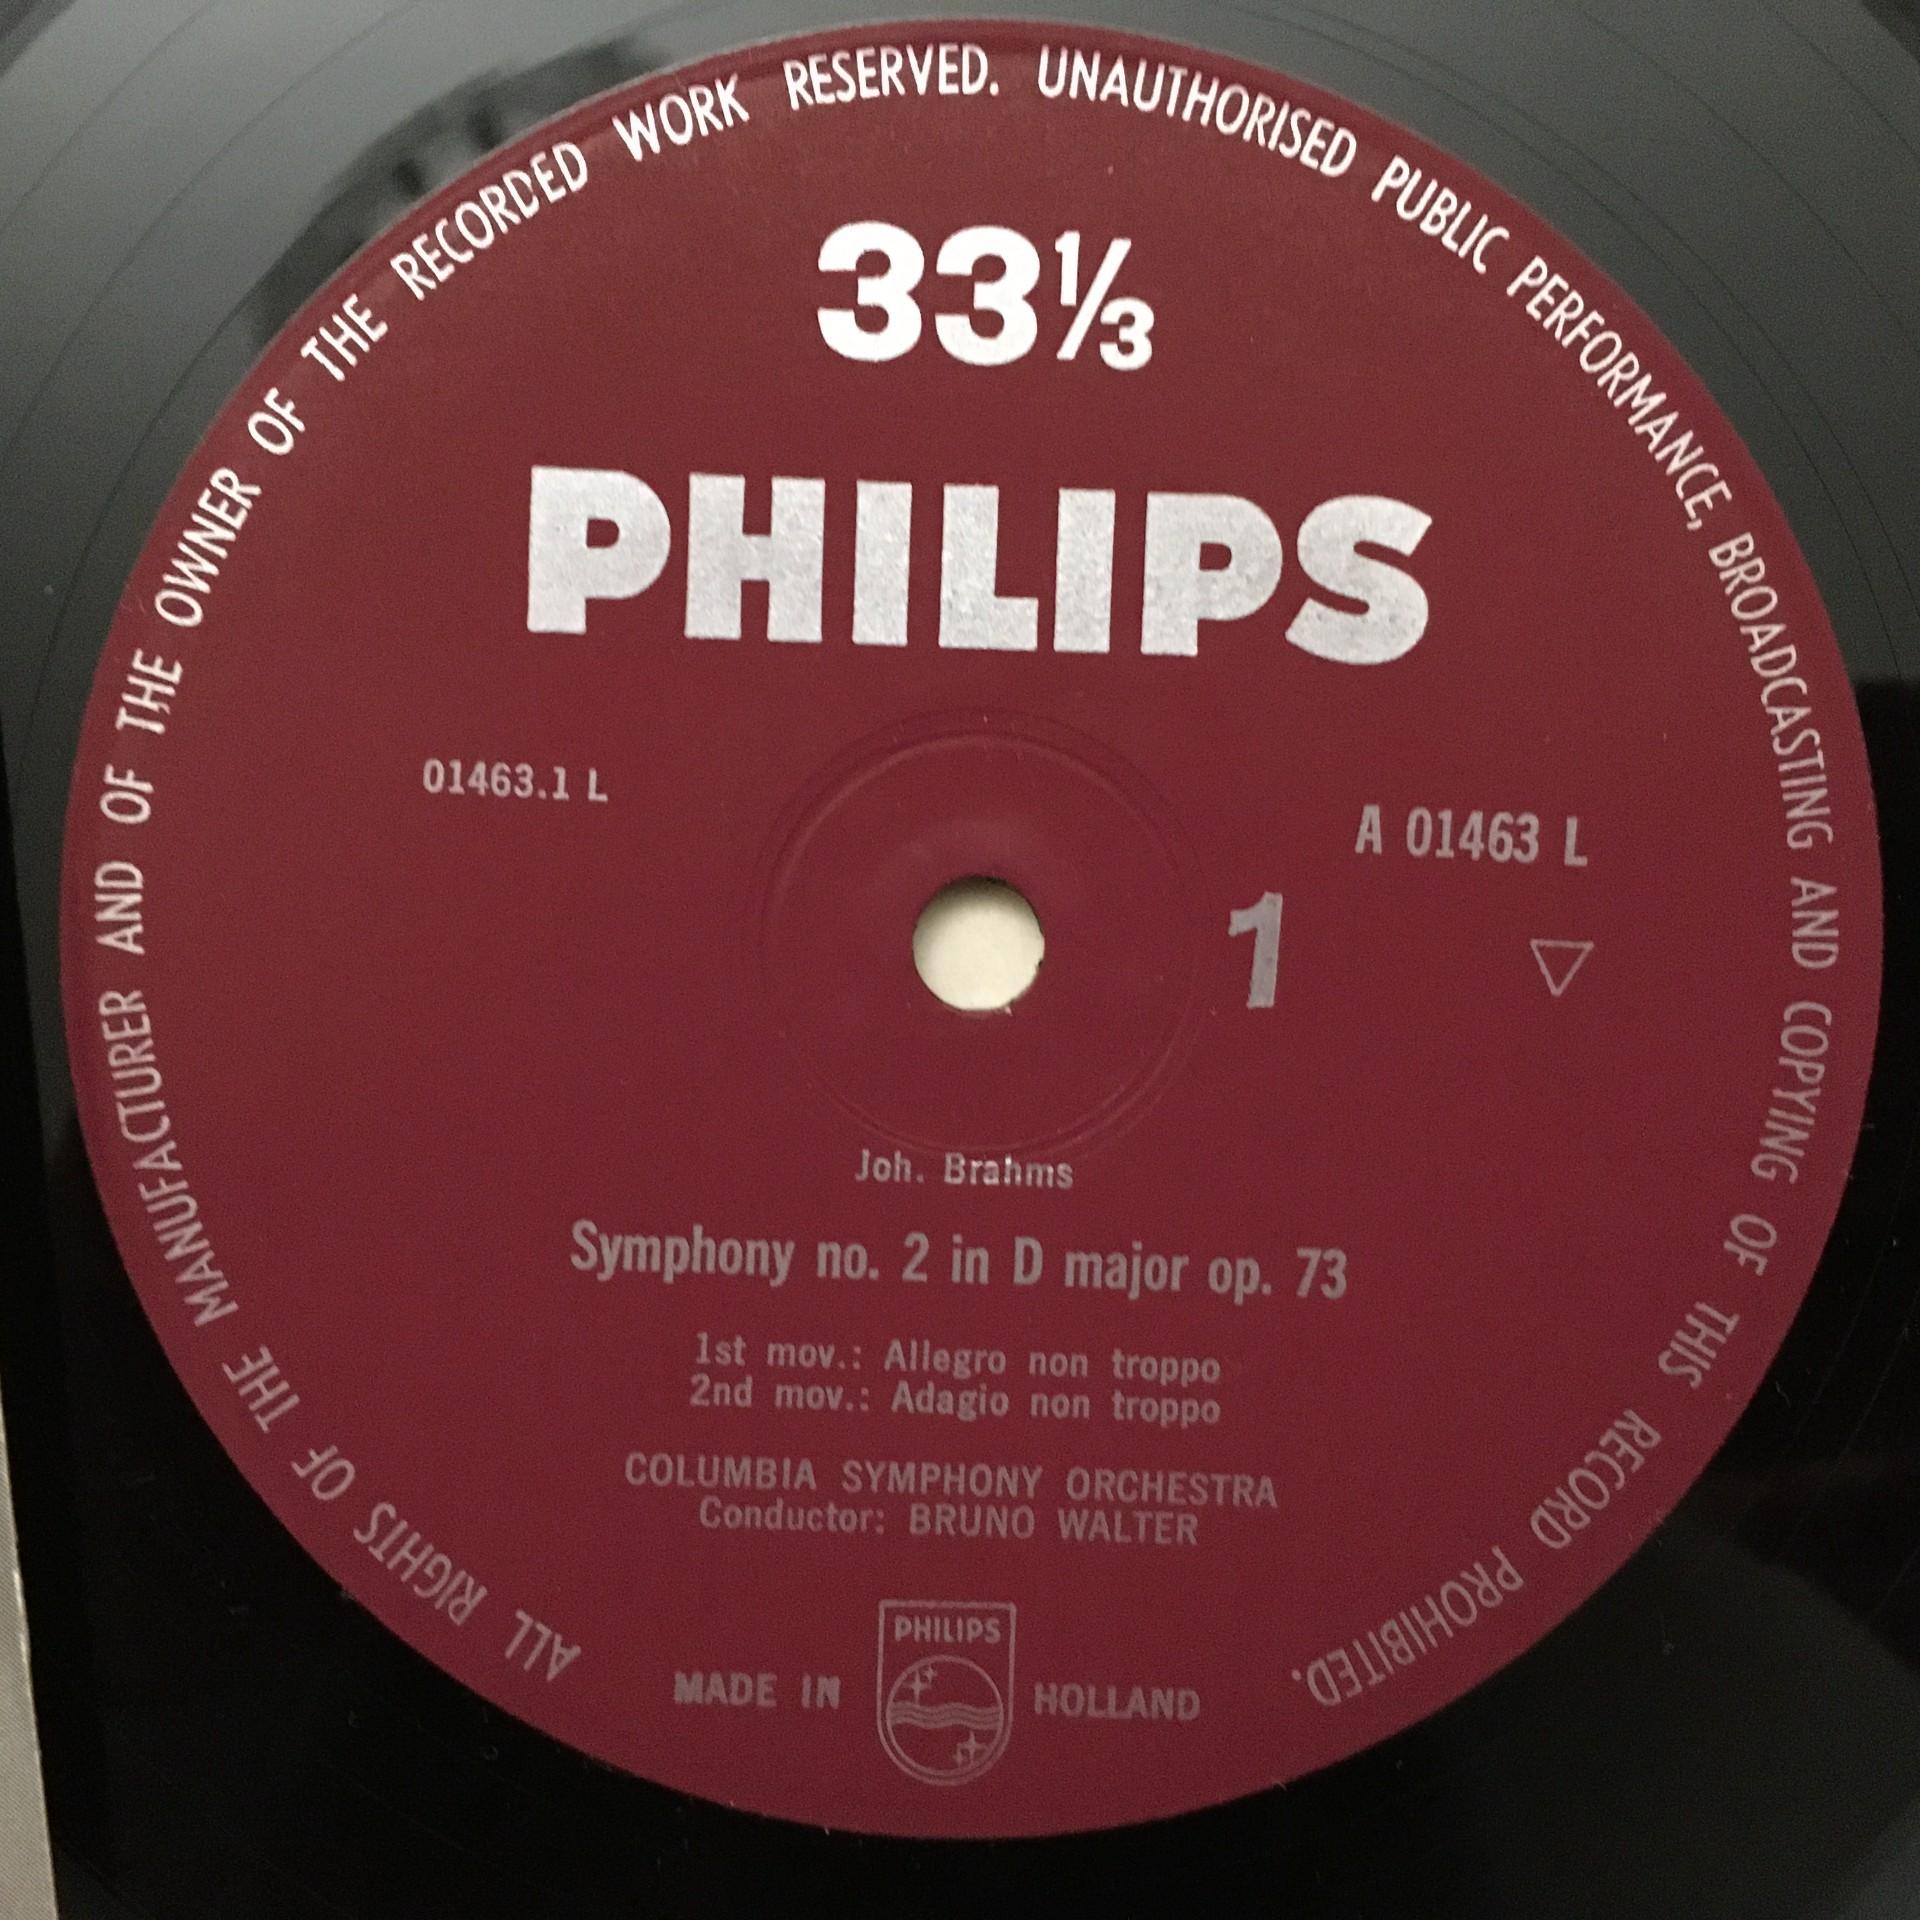 ALL RIGHTS OF THE MANUFACTURER AND OF THE OWNER OF THE RECORDED WORK RESERVED. UNAUTHORISED PUBLIC PERFORMANCE, BROADCASTING AND COPYING OF THIS RECORD PROHIBITED.
33⅓
PHILIPS
01463.1 L
A 01463 L
1
Joh. Brahms
Symphony no. 2 in D major op. 73
1st mov.: Allegro non troppo
2nd mov.: Adagio non troppo
COLUMBIA SYMPHONY ORCHESTRA
Conductor: BRUNO WALTER
PHILIPS
MADE IN HOLLAND